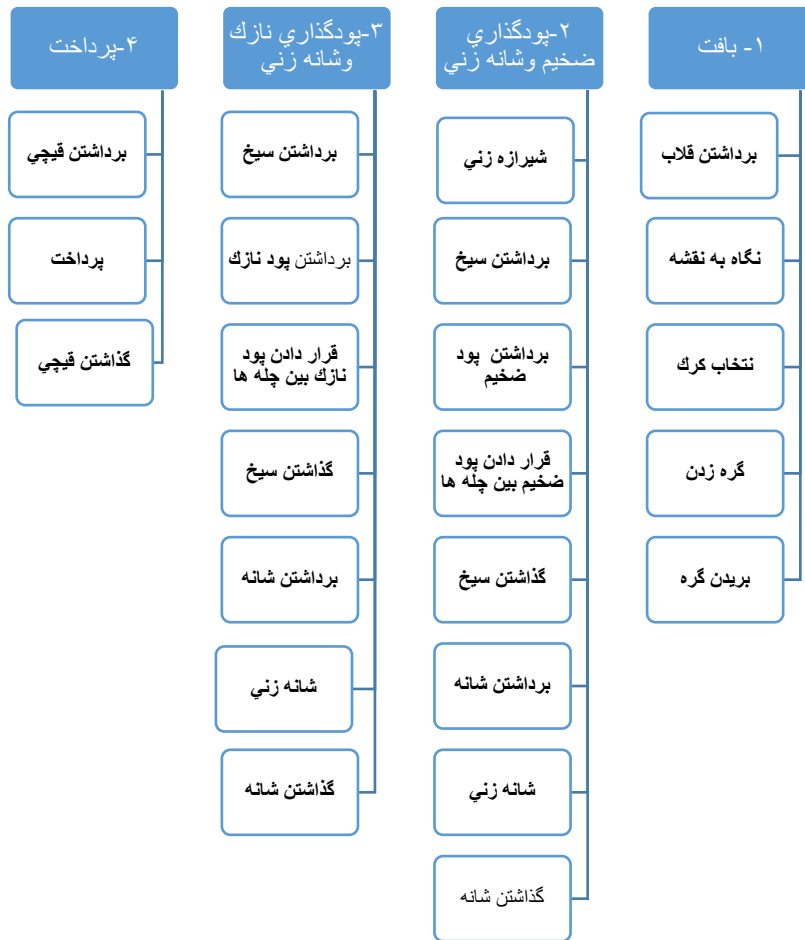 ۱- بافت
برداشتن قلاب
نگاه به نقشه
نتخاب كرك
گره زدن
بريدن گره
۲-پودگذاري
ضخيم وشانه زني
شيرازه زني
برداشتن سيخ
برداشتن پود
ضخيم
قرار دادن پود
ضخيم بين چله ها
گذاشتن سيخ
برداشتن شانه
شانه زني
گذاشتن شانه
۳-پودگذاري نازك
وشانه زني
برداشتن سيخ
برداشتن پود نازك
قرار دادن پود
نازك بين چله ها
گذاشتن سيخ
برداشتن شانه
شانه زني
گذاشتن شانه
۴-پرداخت
برداشتن قيچي
پرداخت
گذاشتن قيچي